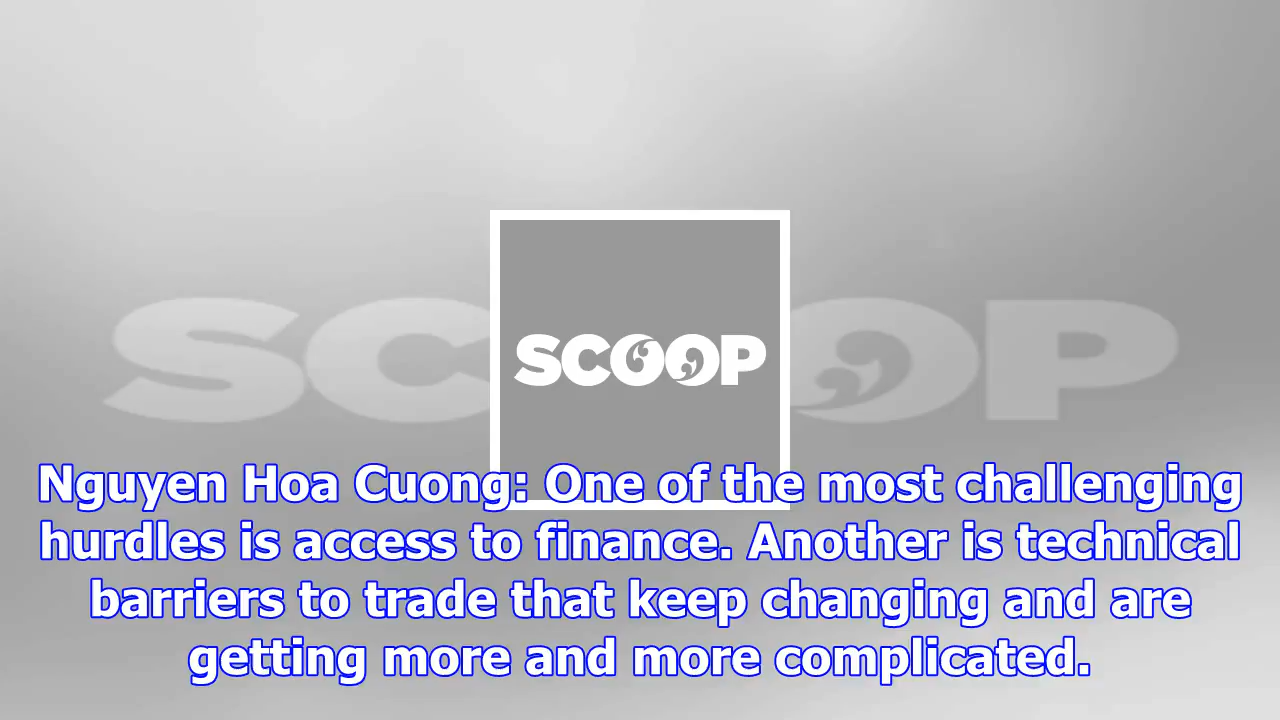 SCOOP
SCOOP
Nguyen Hoa Cuong: One of the most challenging
hurdles is access to finance. Another is technical
barriers to trade that keep changing and are
getting more and more complicated.